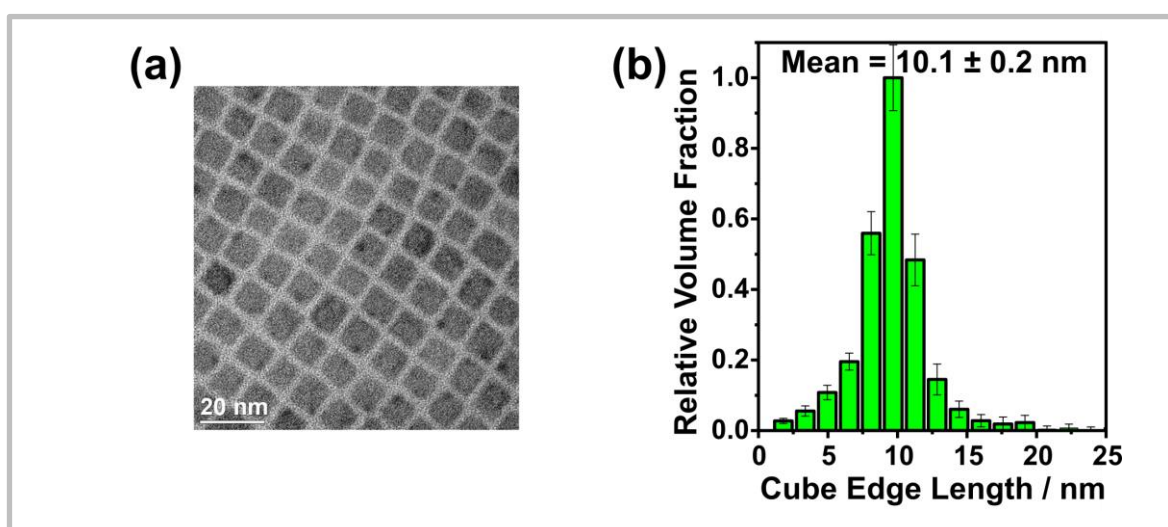 (a)
20 nm
(b)
Mean = 10.1 ± 0.2 nm
Relative Volume Fraction
1.0
0.8
0.6
0.4
0.2
0.0
0 5 10 15 20 25
Cube Edge Length / nm